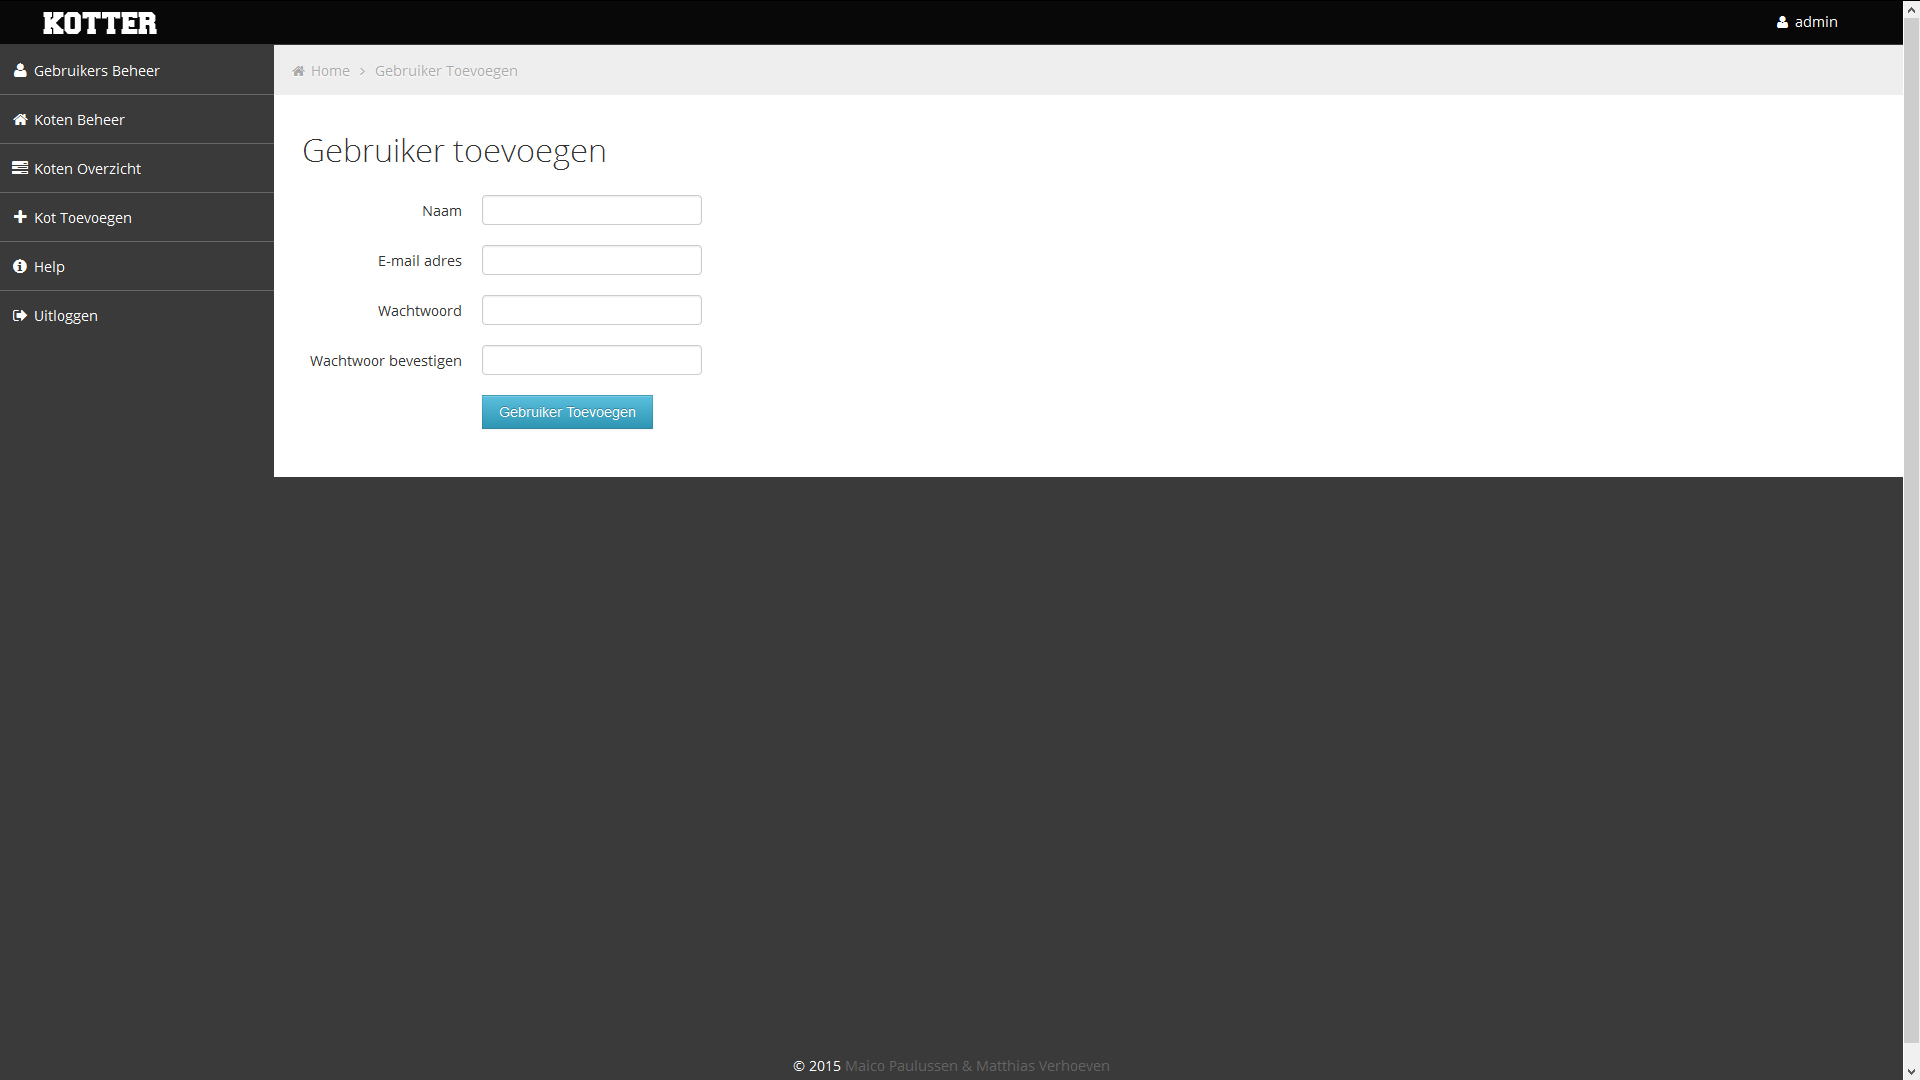 KOTTER
admin
Gebruikers Beheer
Koten Beheer
Koten Overzicht
Kot Toevoegen
Help
Uitloggen
Home > Gebruiker Toevoegen
Gebruiker toevoegen
Naam
E-mail adres
Wachtwoord
Wachtwoor bevestigen
Gebruiker Toevoegen
© 2015 Maico Paulussen & Matthias Verhoeven